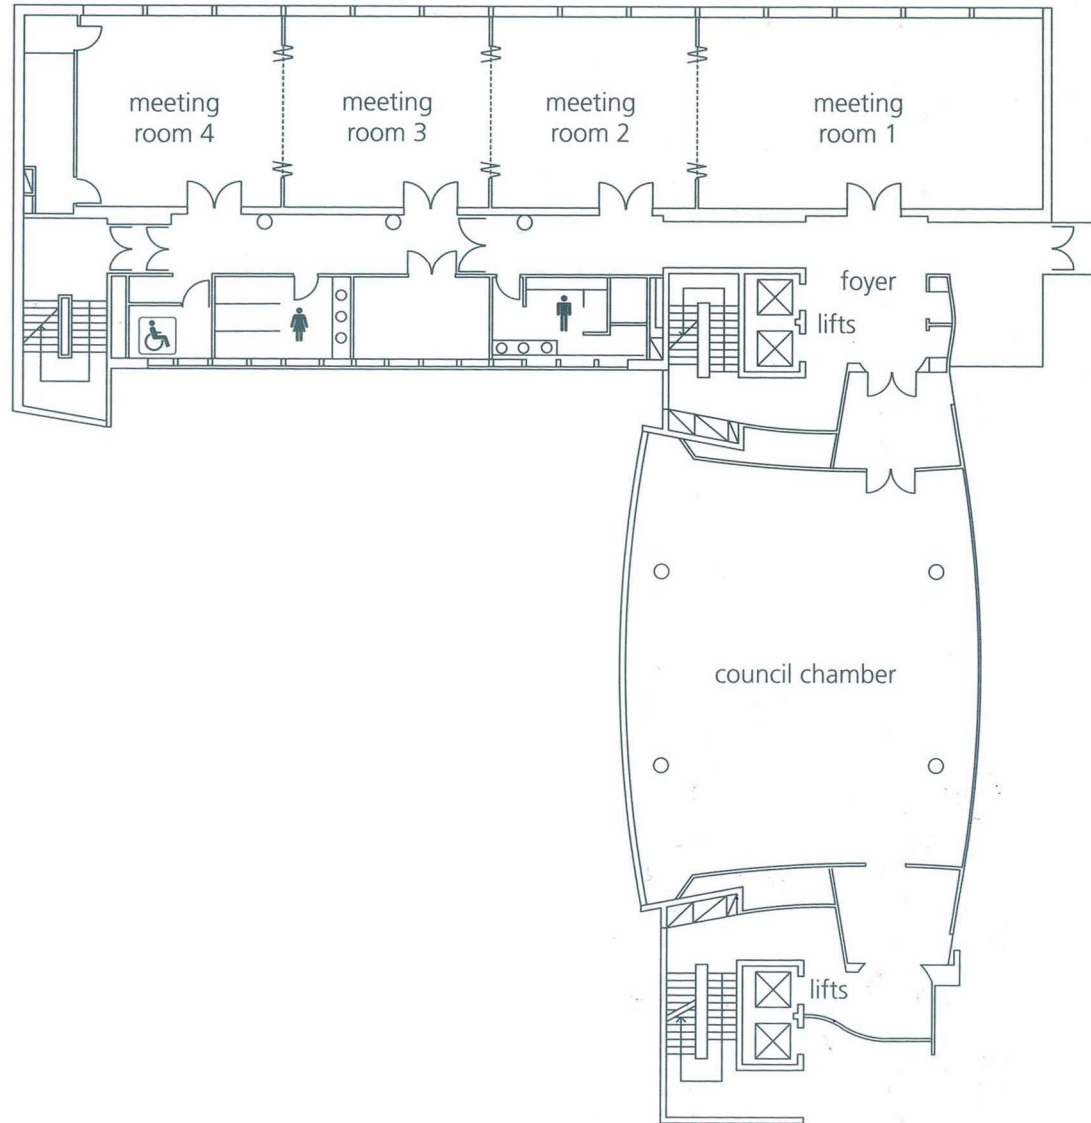 meeting
room 4
meeting
room 3
meeting
room 2
meeting
room 1
foyer
lifts
council chamber
lifts